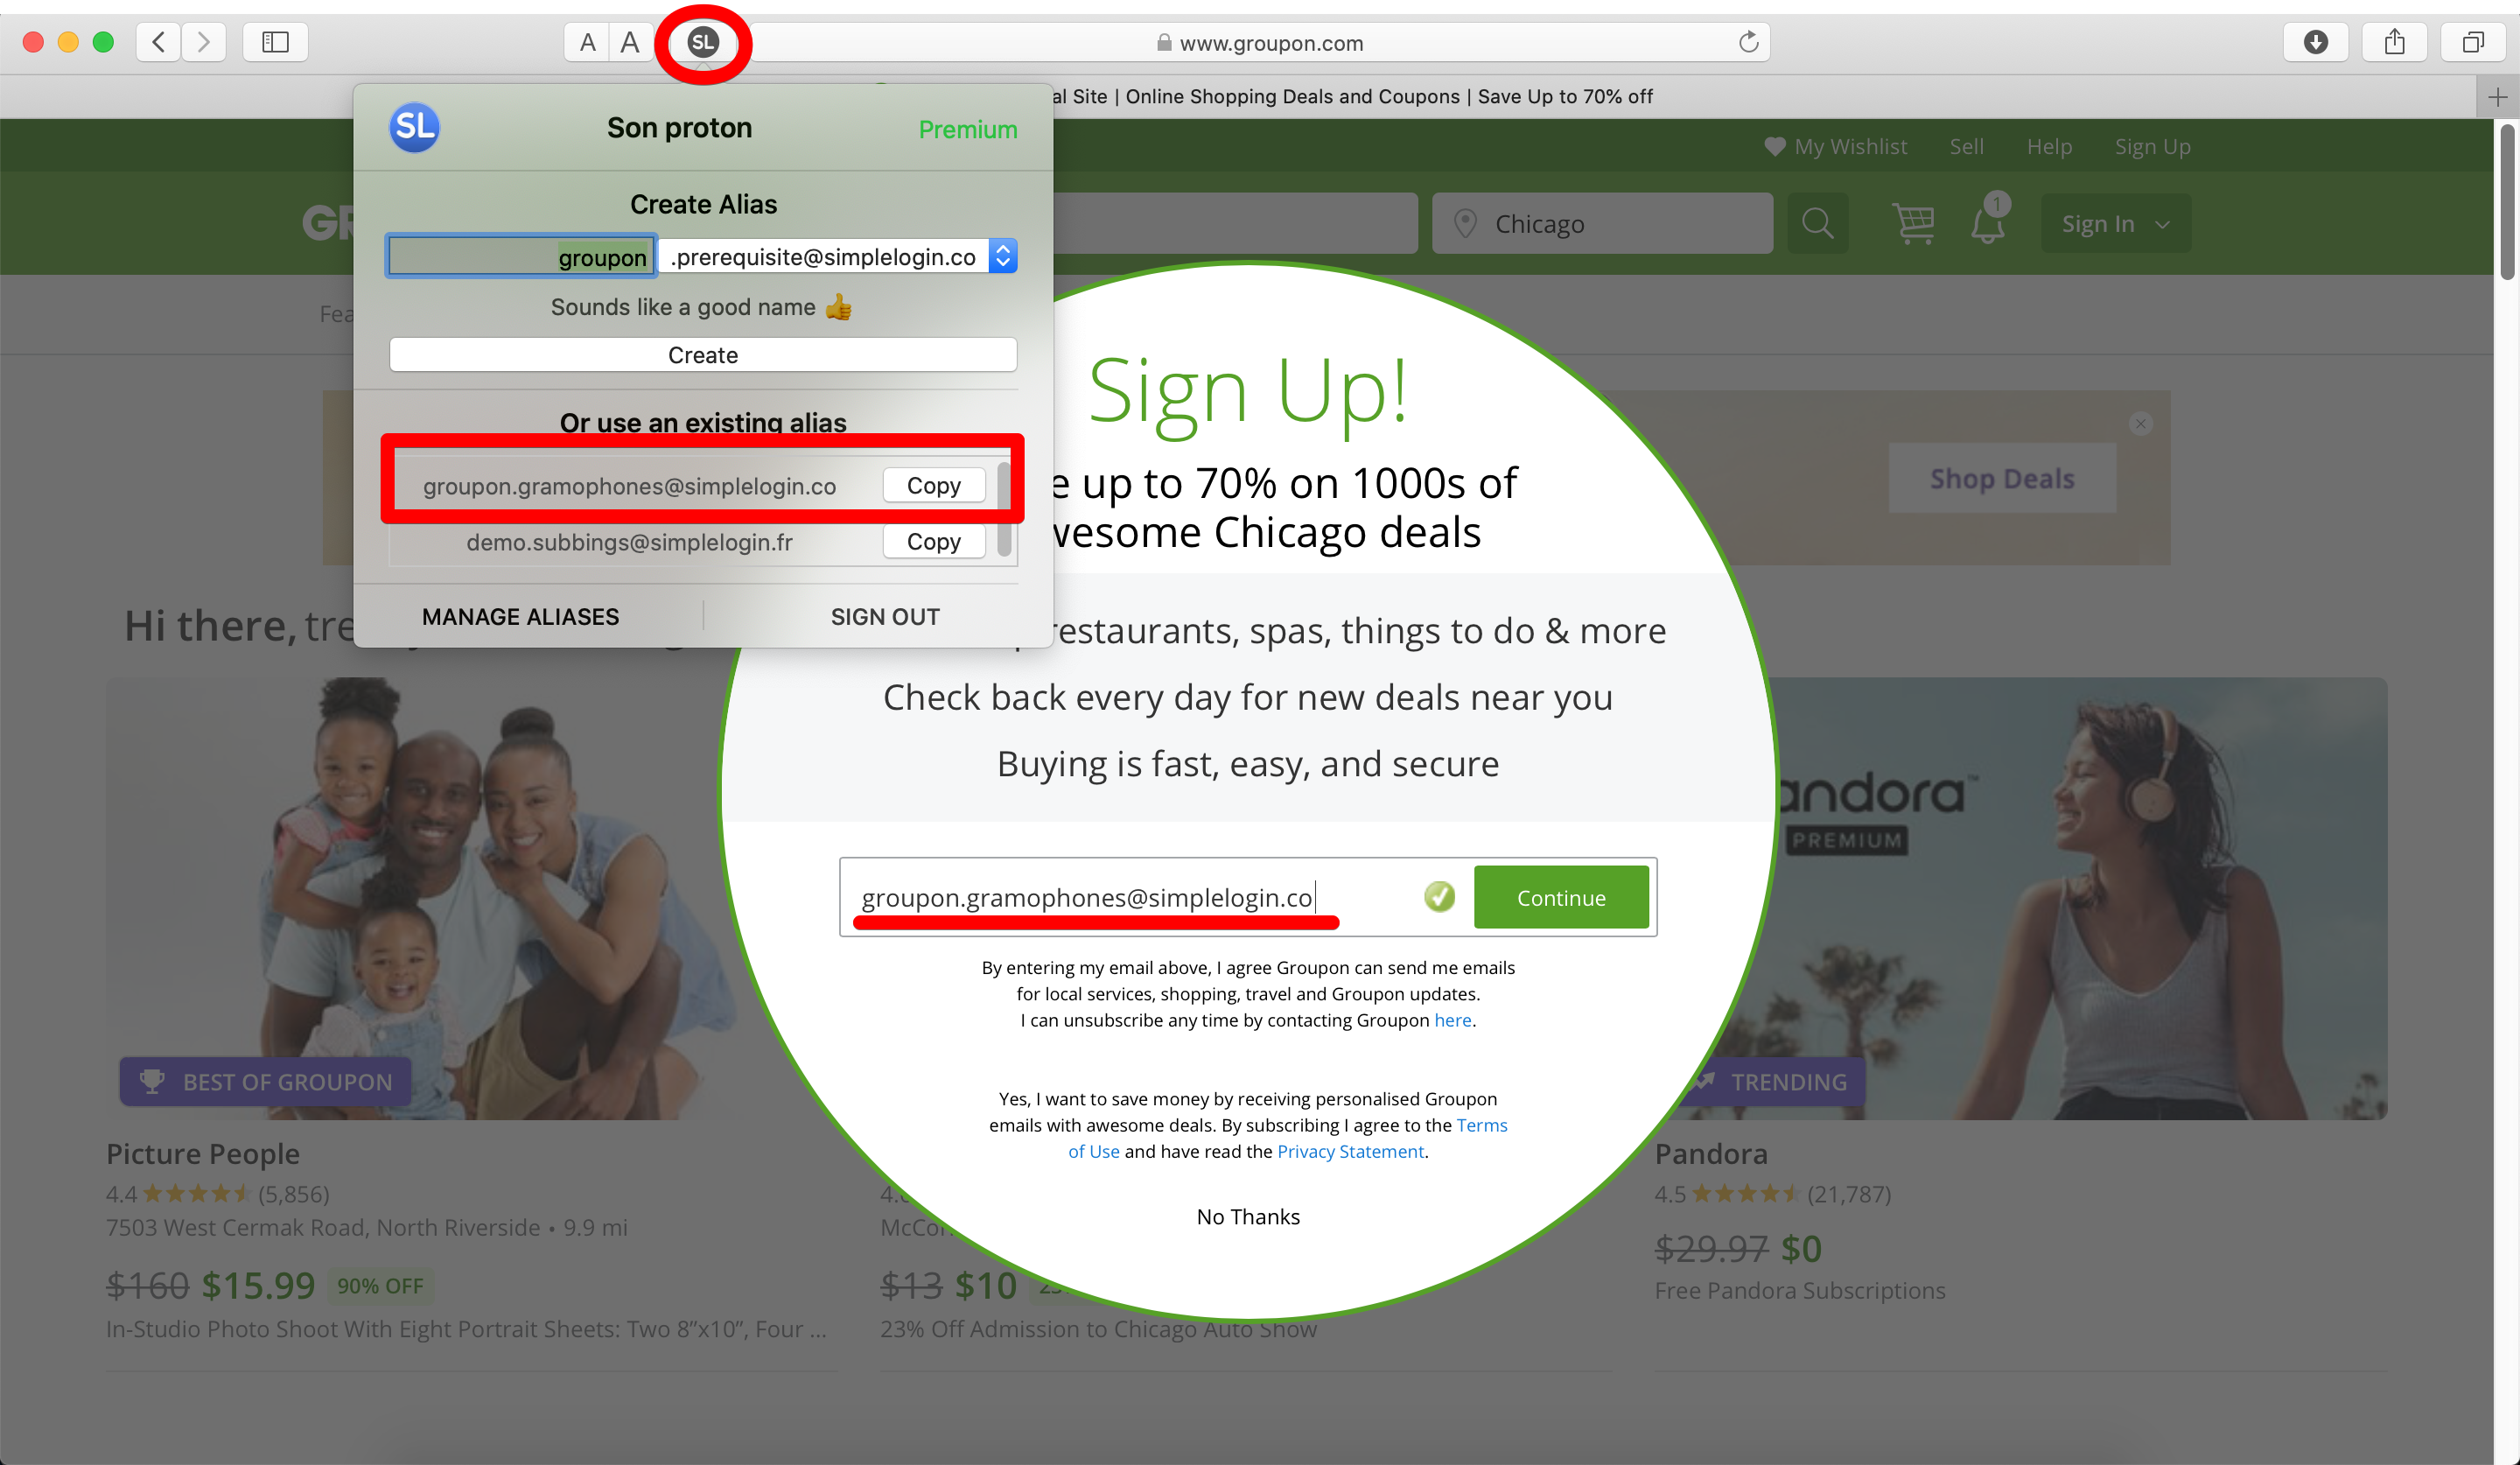 A A SL www.groupon.com
al Site | Online Shopping Deals and Coupons | Save Up to 70% off
SL Son proton Premium
My Wishlist Sell Help Sign Up
Create Alias
Chicago 1 Sign In
groupon .prerequisite@simplelogin.co
Sounds like a good name 👍
Create
Or use an existing alias
groupon.gramophones@simplelogin.co Copy
demo.subbings@simplelogin.fr Copy
MANAGE ALIASES SIGN OUT
Sign Up!
up to 70% on 1000s of
Chicago deals
Shop Deals
Hi there,
restaurants, spas, things to do & more
Check back every day for new deals near you
Buying is fast, easy, and secure
groupon.gramophones@simplelogin.co Continue
By entering my email above, I agree Groupon can send me emails
for local services, shopping, travel and Groupon updates.
I can unsubscribe any time by contacting Groupon here.
Yes, I want to save money by receiving personalised Groupon
emails with awesome deals. By subscribing I agree to the Terms
of Use and have read the Privacy Statement.
No Thanks
BEST OF GROUPON
Picture People
4.4 (5,856)
7503 West Cermak Road, North Riverside • 9.9 mi
$160 $15.99 90% OFF
In-Studio Photo Shoot With Eight Portrait Sheets: Two 8”x10”, Four ...
$13 $10
23% Off Admission to Chicago Auto Show
andora™
PREMIUM
TRENDING
Pandora
4.5 (21,787)
$29.97 $0
Free Pandora Subscriptions